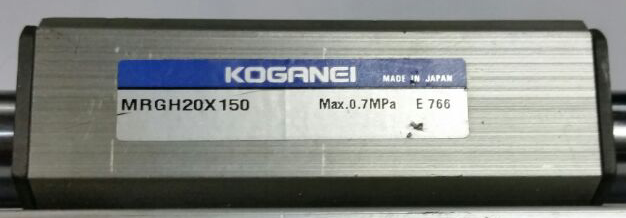 KOGANEI MADE IN JAPAN
MRGH20X150 Max.0.7MPa E 766